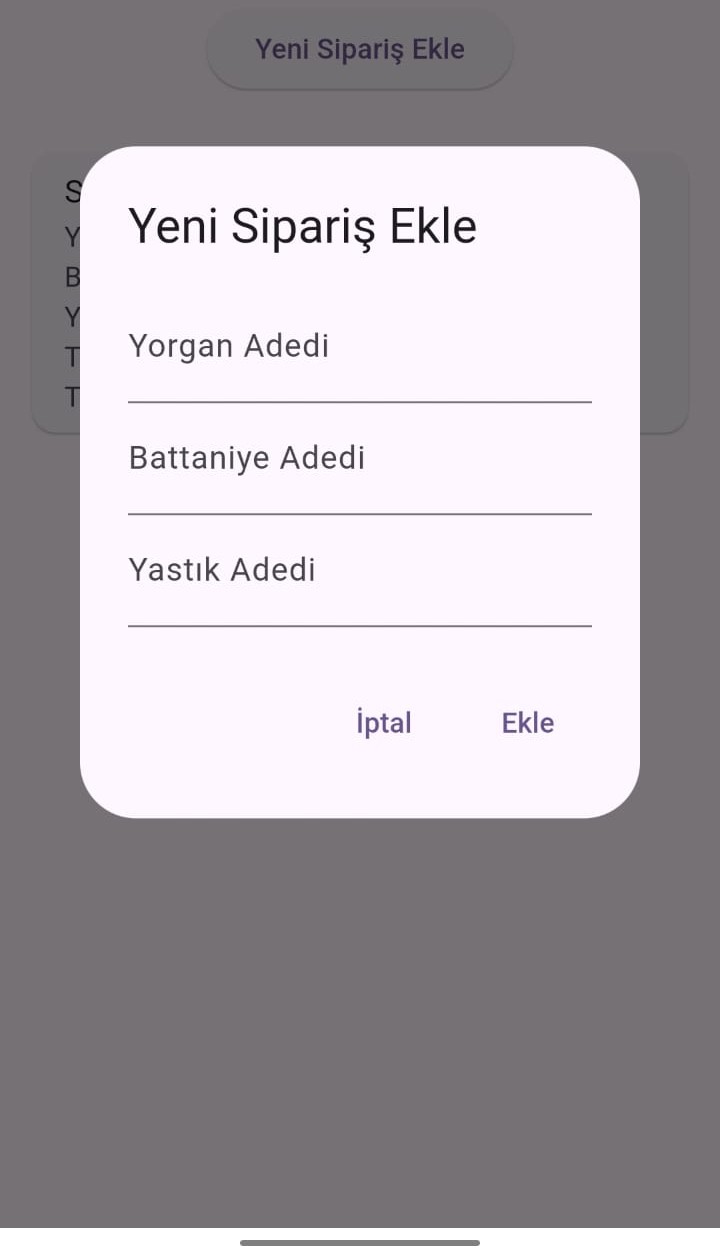 Yeni Sipariş Ekle
Yeni Sipariş Ekle
Yorgan Adedi
Battaniye Adedi
Yastık Adedi
İptal
Ekle